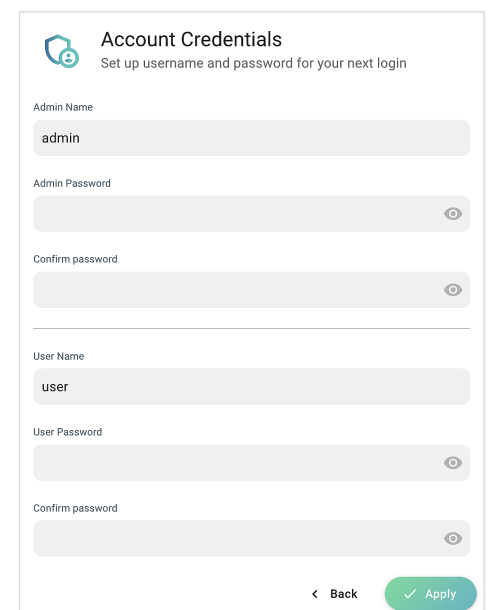 Account Credentials
Set up username and password for your next login
Admin Name
admin
Admin Password
Confirm password
User Name
user
User Password
Confirm password
Back
Apply